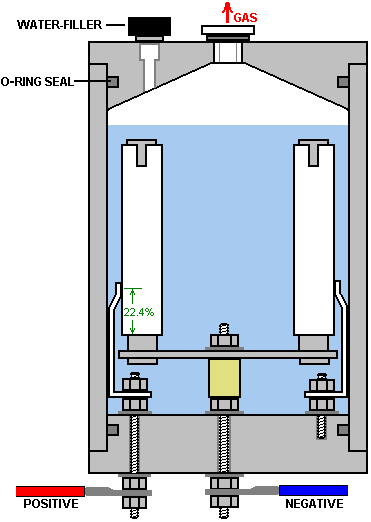 WATER-FILLER
GAS
O-RING SEAL
22.4%
POSITIVE
NEGATIVE